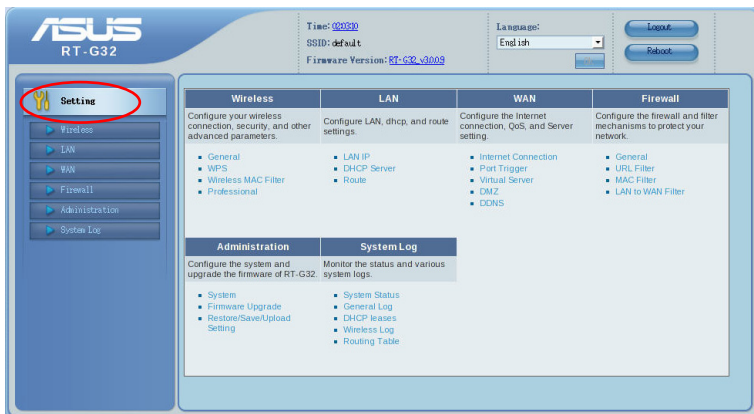 ASUS
RT-G32
Time: 02:03:10
SSID: default
Firmware Version: RT-G32_v3.0.0.9
Language:
English
Logout
Reboot
Setting
Wireless
LAN
WAN
Firewall
Administration
System Log
Wireless
Configure your wireless
connection, security, and other
advanced parameters.
General
WPS
Wireless MAC Filter
Professional
LAN
Configure LAN, dhcp, and route
settings.
LAN IP
DHCP Server
Route
WAN
Configure the Internet
connection, QoS, and Server
setting.
Internet Connection
Port Trigger
Virtual Server
DMZ
DDNS
Firewall
Configure the firewall and filter
mechanisms to protect your
network.
General
URL Filter
MAC Filter
LAN to WAN Filter
Administration
Configure the system and
upgrade the firmware of RT-G32.
System
Firmware Upgrade
Restore/Save/Upload
Setting
System Log
Monitor the status and various
system logs.
System Status
General Log
DHCP leases
Wireless Log
Routing Table